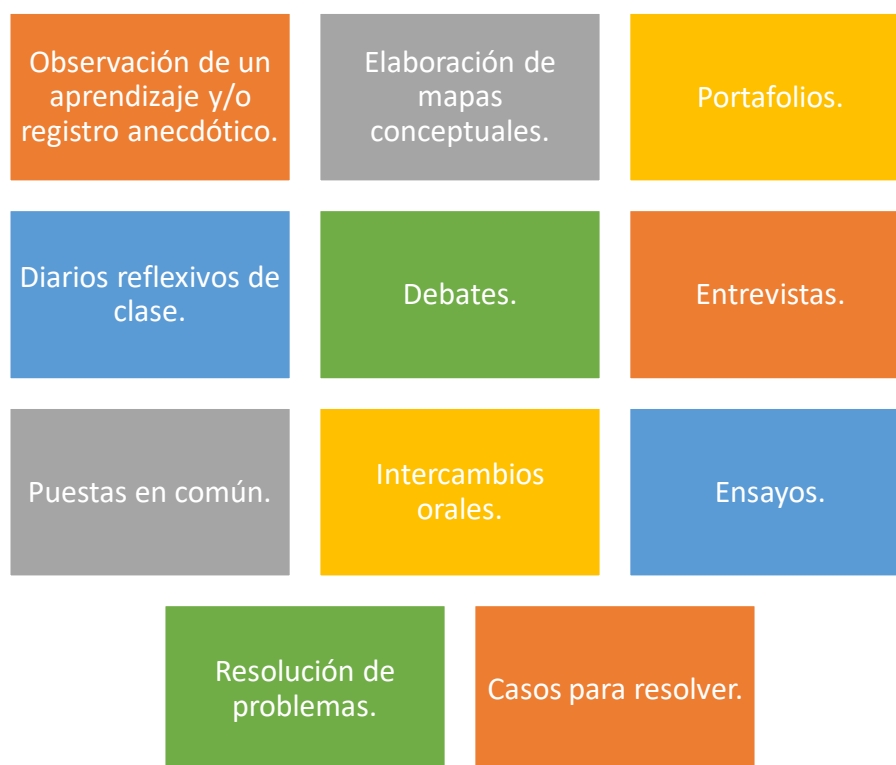 Observación de un
aprendizaje y/o
registro anecdótico.
Elaboración de
mapas
conceptuales.
Portafolios.
Diarios reflexivos de
clase.
Debates.
Entrevistas.
Puestas en común.
Intercambios
orales.
Ensayos.
Resolución de
problemas.
Casos para resolver.